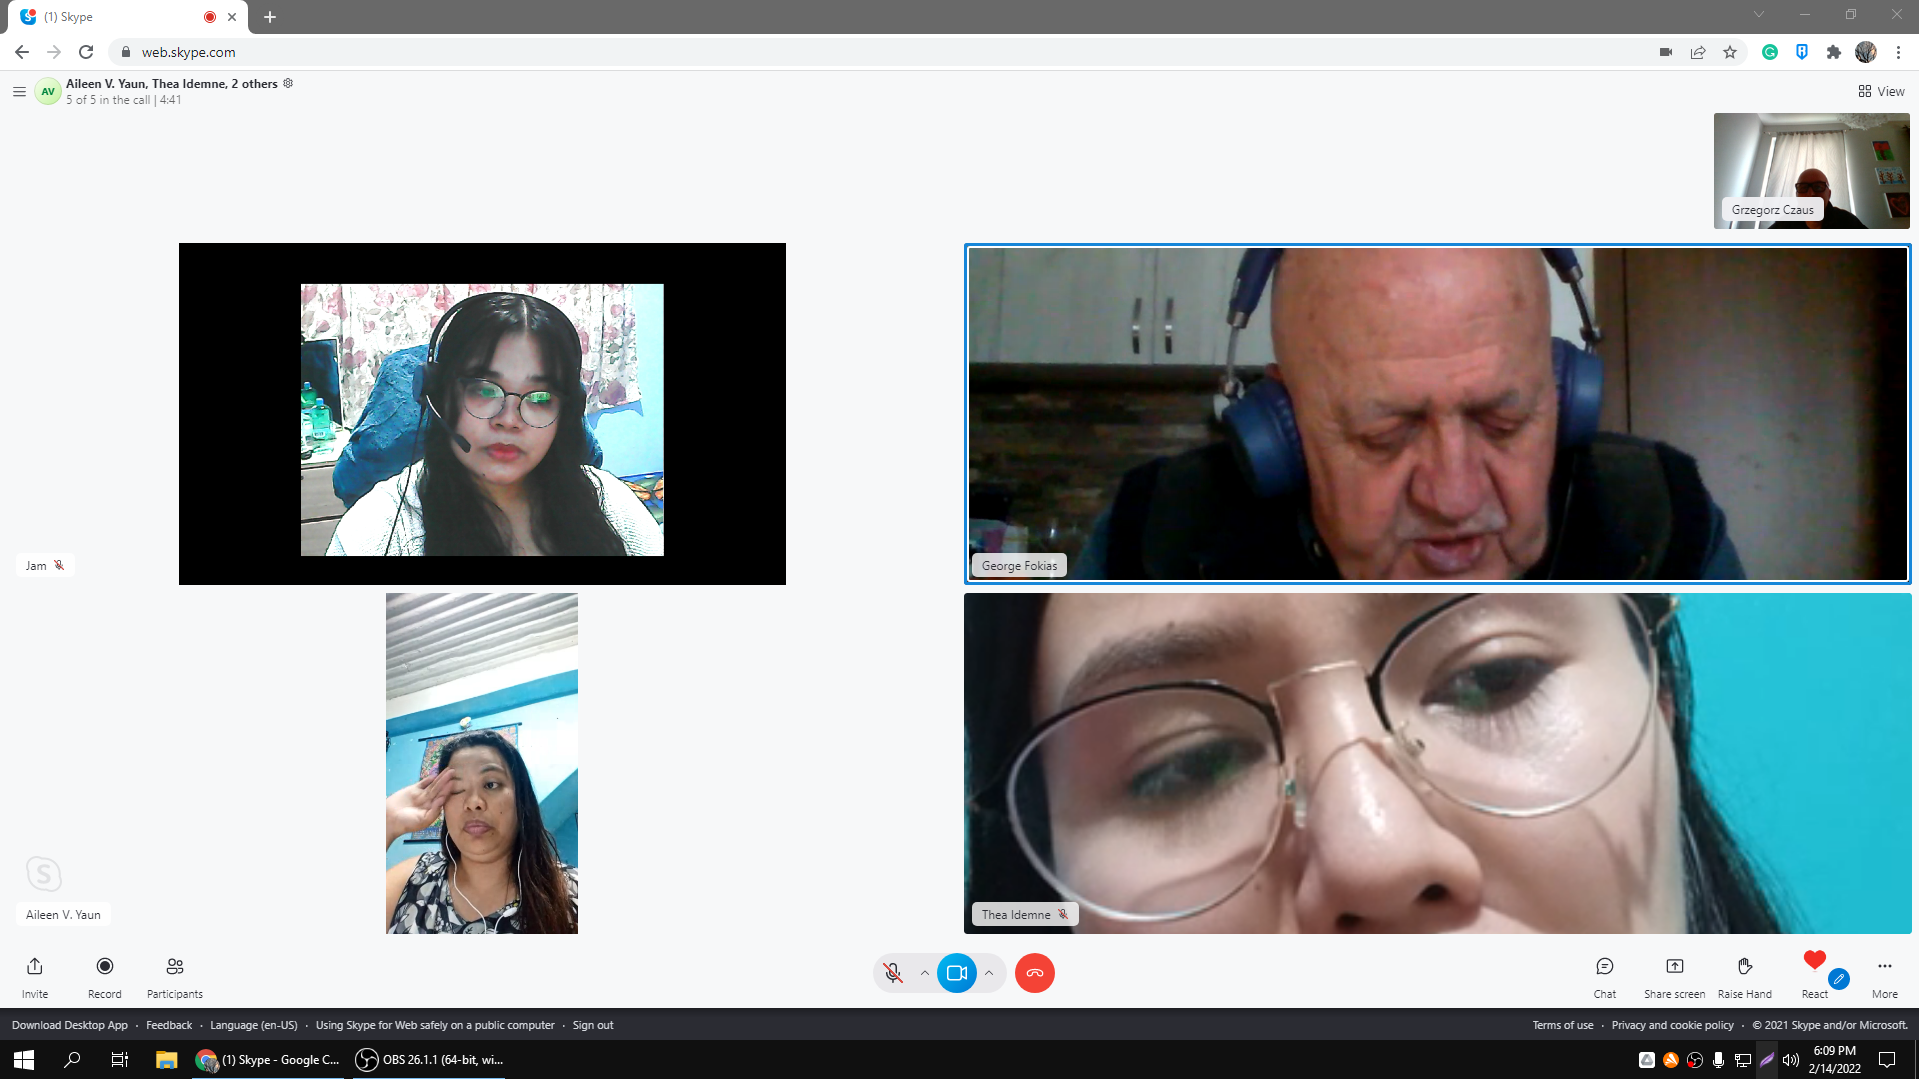 (1) Skype
web.skype.com
AV
Aileen V. Yaun, Thea Idemne, 2 others
5 of 5 in the call | 4:41
View
Grzegorz Czaus
Jam
George Fokias
S
Aileen V. Yaun
Thea Idemne
Invite
Record
Participants
Chat
Share screen
Raise Hand
React
More
Download Desktop App · Feedback · Language (en-US) · Using Skype for Web safely on a public computer · Sign out
Terms of use · Privacy and cookie policy · © 2021 Skype and/or Microsoft.
(1) Skype - Google C...
OBS 26.1.1 (64-bit, wi...
6:09 PM
2/14/2022